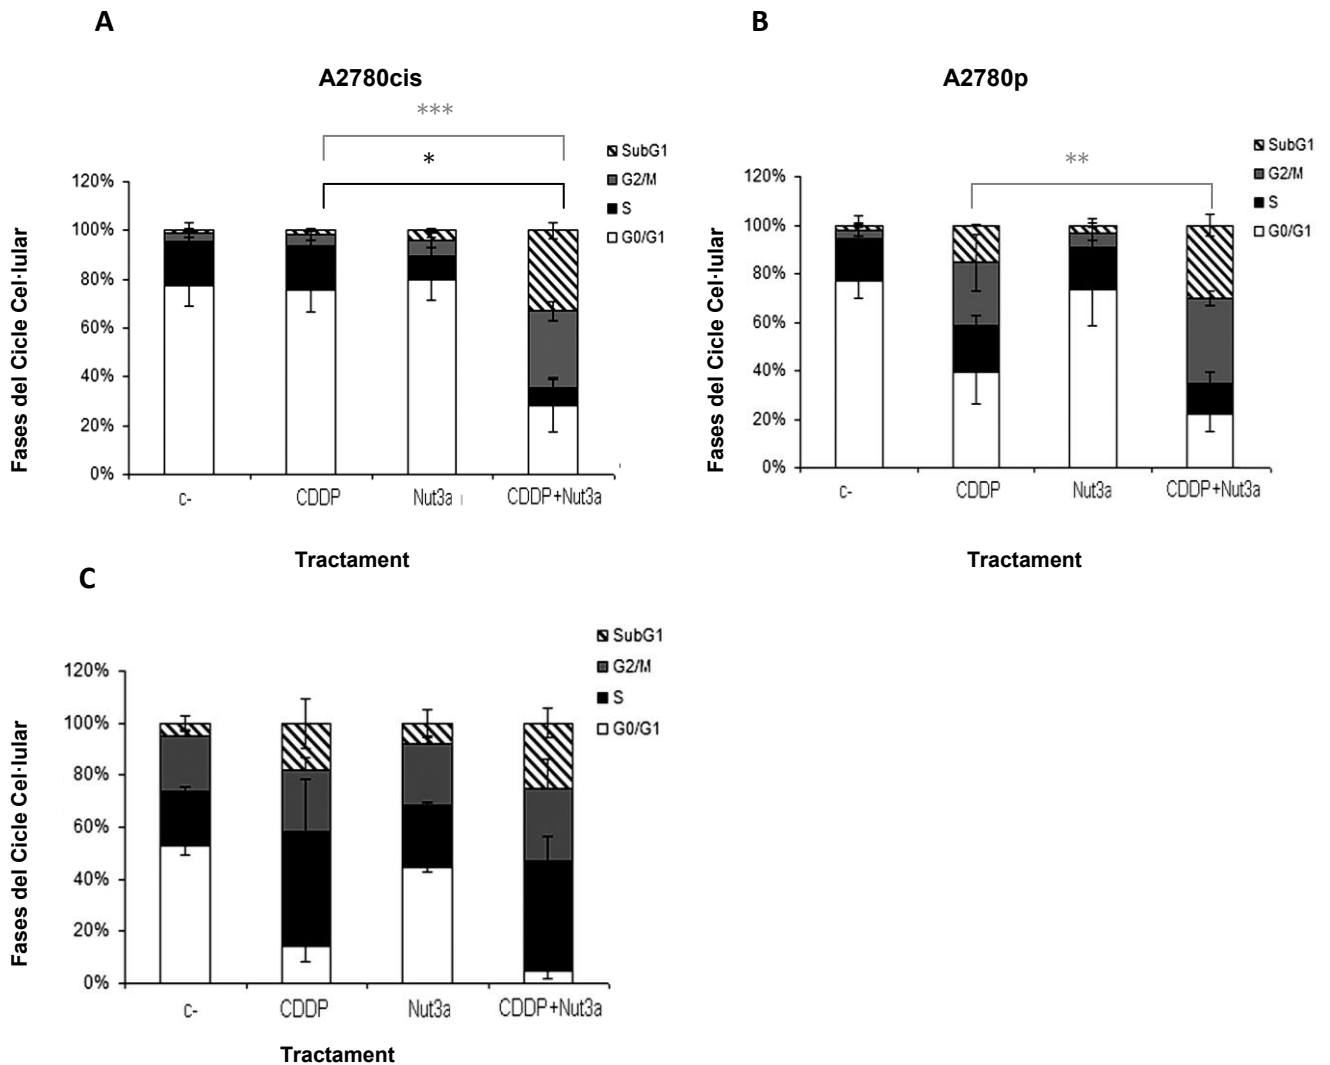 A
A2780cis
***
*
SubG1
G2/M
S
G0/G1
120%
100%
80%
60%
40%
20%
0%
Fases del Cicle Cel·lular
c-
CDDP
Nut3a
CDDP+Nut3a
Tractament
B
A2780p
**
SubG1
G2/M
S
G0/G1
120%
100%
80%
60%
40%
20%
0%
Fases del Cicle Cel·lular
c-
CDDP
Nut3a
CDDP+Nut3a
Tractament
C
SubG1
G2/M
S
G0/G1
120%
100%
80%
60%
40%
20%
0%
Fases del Cicle Cel·lular
c-
CDDP
Nut3a
CDDP+Nut3a
Tractament